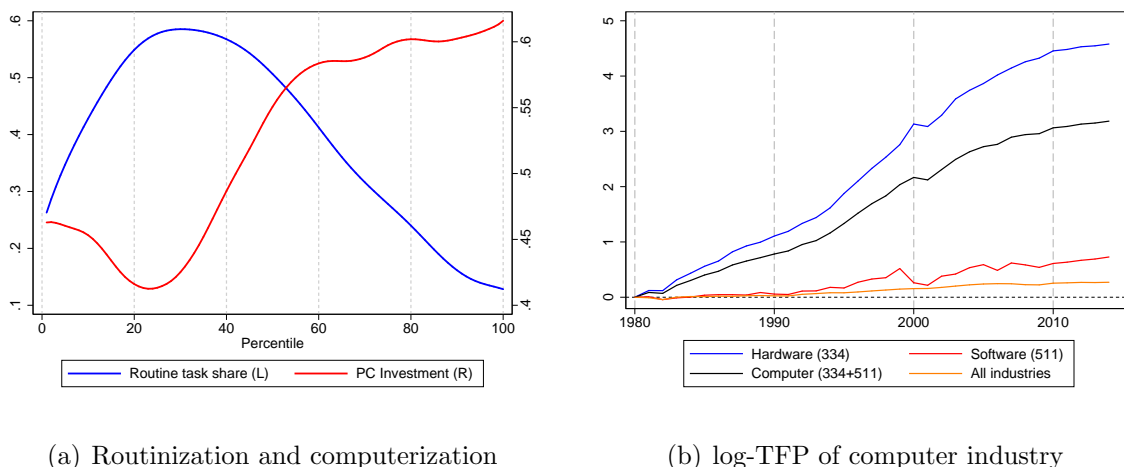 .6
.5
.4
.3
.2
.1
.6
.55
.5
.45
.4
0 20 40 60 80 100
Percentile
Routine task share (L) PC Investment (R)
(a) Routinization and computerization
5
4
3
2
1
0
1980 1990 2000 2010
Hardware (334) Software (511)
Computer (334+511) All industries
(b) log-TFP of computer industry